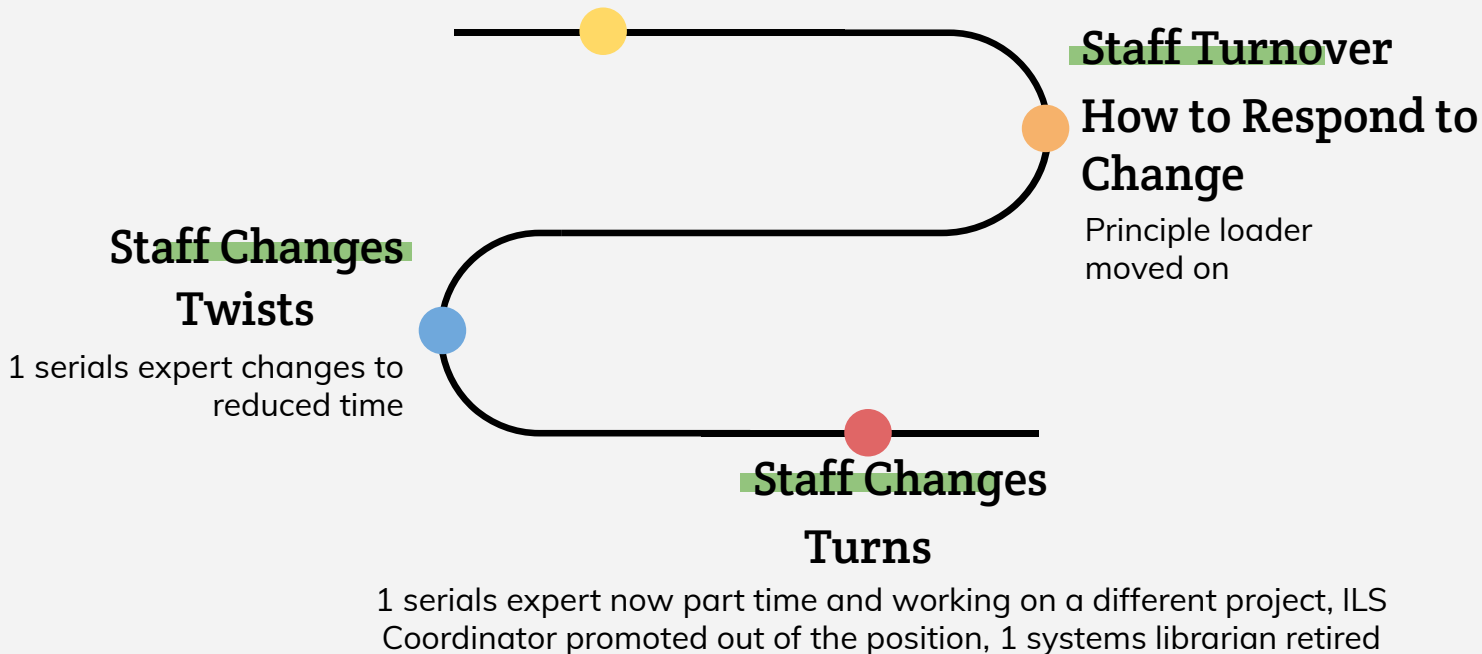 Staff Turnover
How to Respond to
Change
Principle loader
moved on
Staff Changes
Twists
1 serials expert changes to
reduced time
Staff Changes
Turns
1 serials expert now part time and working on a different project, ILS
Coordinator promoted out of the position, 1 systems librarian retired